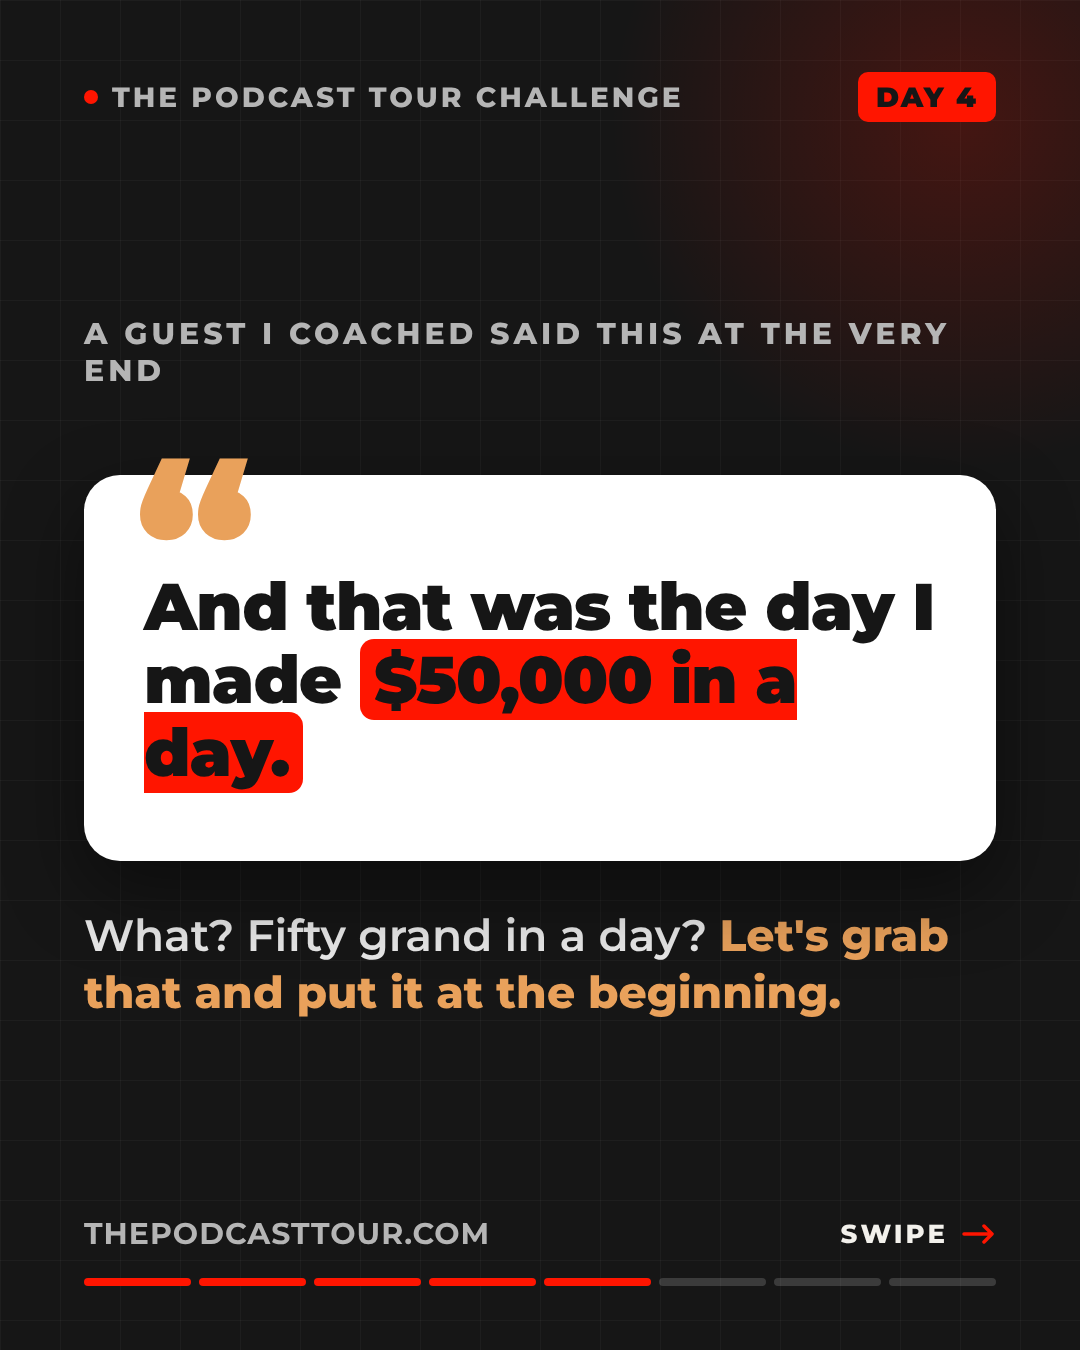 THE PODCAST TOUR CHALLENGE
DAY 4
A GUEST I COACHED SAID THIS AT THE VERY
END
“
And that was the day I
made $50,000 in a
day.
What? Fifty grand in a day? Let's grab
that and put it at the beginning.
THEPODCASTTOUR.COM
SWIPE →